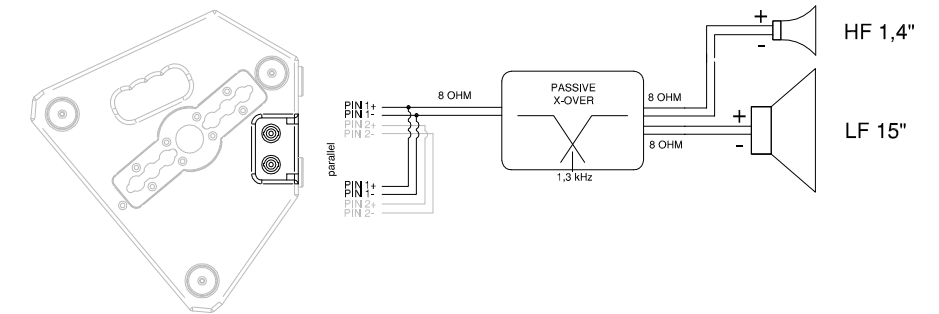 HF 1,4"
+
-
PASSIVE
X-OVER
8 OHM
8 OHM
PIN 1+
PIN 1-
PIN 2+
PIN 2-
+
-
LF 15"
8 OHM
parallel
1,3 kHz
PIN 1+
PIN 1-
PIN 2+
PIN 2-